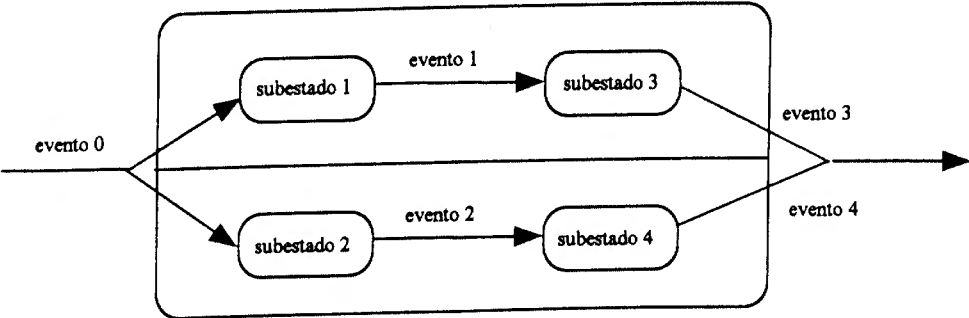 evento 1
subestado 1
subestado 3
evento 3
evento 0
evento 2
evento 4
subestado 2
subestado 4